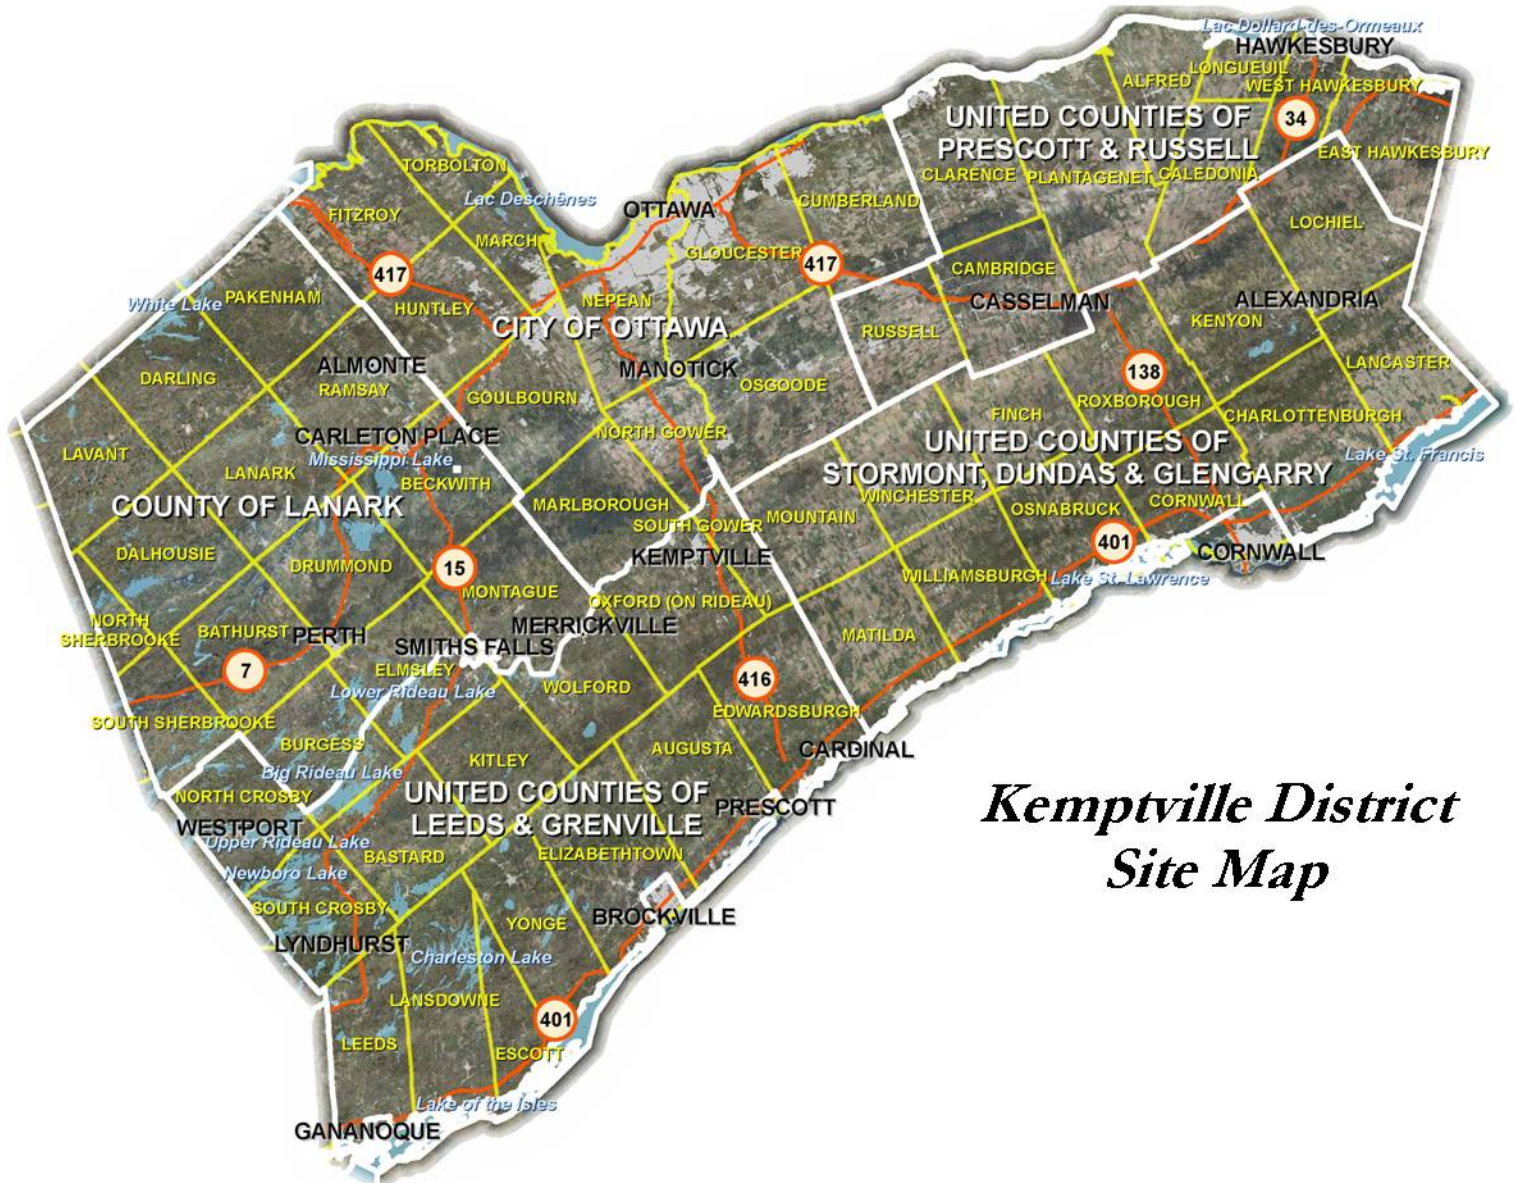 Lac Dollard-des-Ormeaux
HAWKESBURY
LONGUEUIL
ALFRED
WEST HAWKESBURY
UNITED COUNTIES OF
PRESCOTT & RUSSELL
34
EAST HAWKESBURY
CLARENCE
PLANTAGENET
CALEDONIA
TORBOLTON
Lac Deschênes
OTTAWA
CUMBERLAND
FITZROY
LOCHIEL
MARCH
GLOUCESTER
417
417
CAMBRIDGE
PAKENHAM
White Lake
HUNTLEY
NEPEAN
CASSELMAN
ALEXANDRIA
CITY OF OTTAWA
RUSSELL
KENYON
ALMONTE
MANOTICK
138
LANCASTER
DARLING
RAMSAY
OSGOODE
GOULBOURN
ROXBOROUGH
FINCH
CHARLOTTENBURGH
CARLETON PLACE
NORTH GOWER
UNITED COUNTIES OF
STORMONT, DUNDAS & GLENGARRY
LAVANT
Mississippi Lake
Lake St. Francis
LANARK
BECKWITH
WINCHESTER
COUNTY OF LANARK
MARLBOROUGH
OSNABRUCK
CORNWALL
SOUTH GOWER
MOUNTAIN
401
DALHOUSIE
KEMPTVILLE
CORNWALL
DRUMMOND
15
WILLIAMSBURGH
Lake St. Lawrence
MONTAGUE
OXFORD (ON RIDEAU)
NORTH
SHERBROOKE
BATHURST
PERTH
MERRICKVILLE
MATILDA
SMITHS FALLS
7
ELMSLEY
416
Lower Rideau Lake
WOLFORD
EDWARDSBURGH
SOUTH SHERBROOKE
BURGESS
AUGUSTA
CARDINAL
KITLEY
Big Rideau Lake
UNITED COUNTIES OF
LEEDS & GRENVILLE
NORTH CROSBY
PRESCOTT
Kemptville District
Site Map
WESTPORT
Upper Rideau Lake
BASTARD
ELIZABETHTOWN
Newboro Lake
SOUTH CROSBY
YONGE
BROCKVILLE
LYNDHURST
Charleston Lake
LANSDOWNE
401
LEEDS
ESCOTT
Lake of the Isles
GANANOQUE